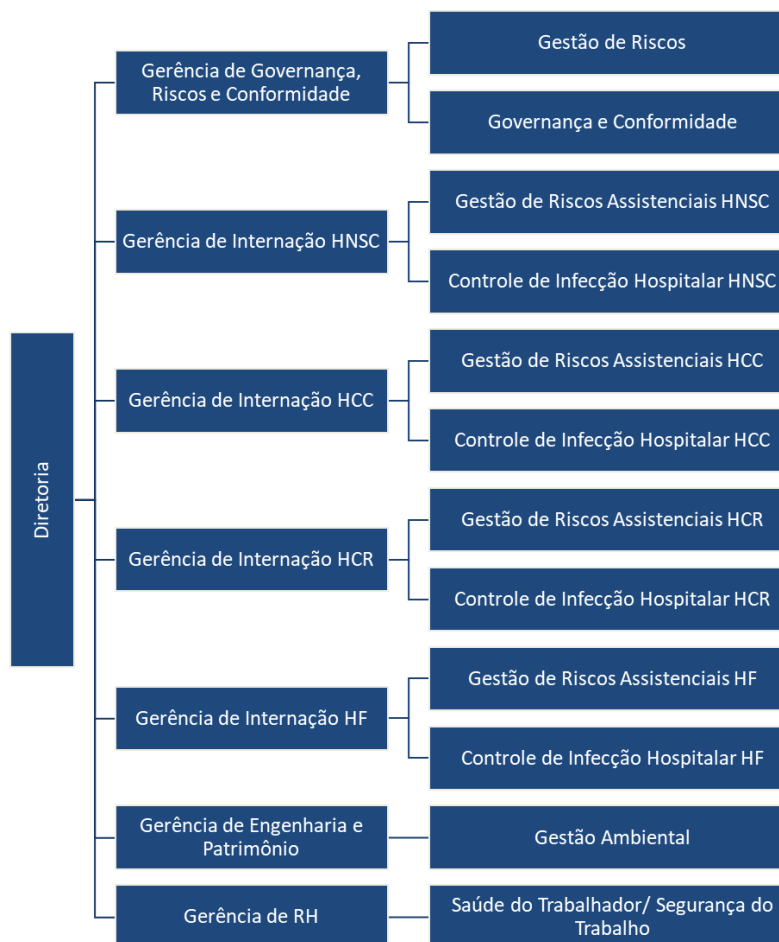 Diretoria
Gerência de Governança,
Riscos e Conformidade
Gestão de Riscos
Governança e Conformidade
Gerência de Internação HNSC
Gestão de Riscos Assistenciais HNSC
Controle de Infecção Hospitalar HNSC
Gerência de Internação HCC
Gestão de Riscos Assistenciais HCC
Controle de Infecção Hospitalar HCC
Gerência de Internação HCR
Gestão de Riscos Assistenciais HCR
Controle de Infecção Hospitalar HCR
Gerência de Internação HF
Gestão de Riscos Assistenciais HF
Controle de Infecção Hospitalar HF
Gerência de Engenharia e
Patrimônio
Gestão Ambiental
Gerência de RH
Saúde do Trabalhador/ Segurança do
Trabalho